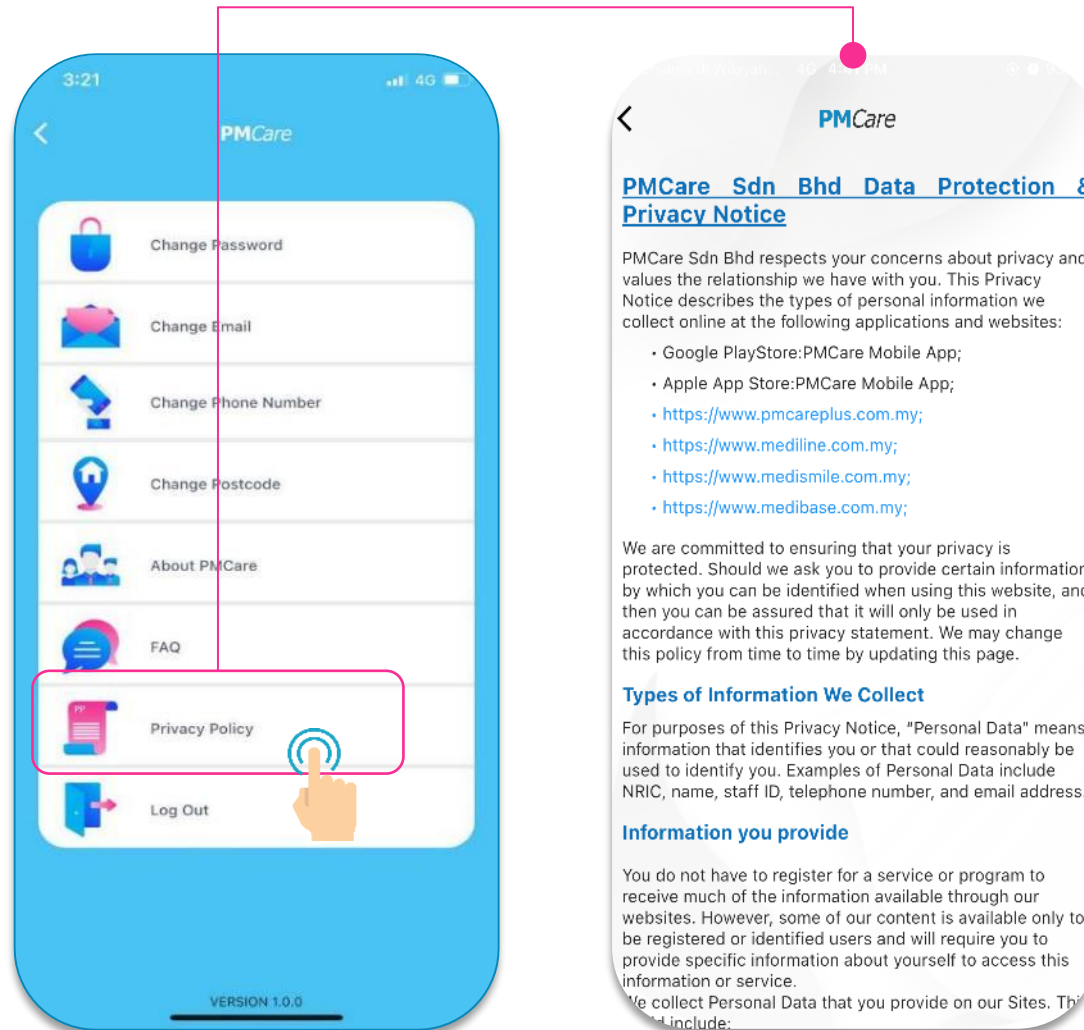 3:21
4G
PMCare
Change Password
Change Email
Change Phone Number
Change Postcode
About PMCare
FAQ
PP
Privacy Policy
Log Out
VERSION 1.0.0
4G PM
PMCare
PMCare Sdn Bhd Data Protection &
Privacy Notice
PMCare Sdn Bhd respects your concerns about privacy and
values the relationship we have with you. This Privacy
Notice describes the types of personal information we
collect online at the following applications and websites:
• Google PlayStore:PMCare Mobile App;
• Apple App Store:PMCare Mobile App;
• https://www.pmcareplus.com.my;
• https://www.mediline.com.my;
• https://www.medismile.com.my;
• https://www.medibase.com.my;
We are committed to ensuring that your privacy is
protected. Should we ask you to provide certain information
by which you can be identified when using this website, and
then you can be assured that it will only be used in
accordance with this privacy statement. We may change
this policy from time to time by updating this page.
Types of Information We Collect
For purposes of this Privacy Notice, "Personal Data" means
information that identifies you or that could reasonably be
used to identify you. Examples of Personal Data include
NRIC, name, staff ID, telephone number, and email address.
Information you provide
You do not have to register for a service or program to
receive much of the information available through our
websites. However, some of our content is available only to
be registered or identified users and will require you to
provide specific information about yourself to access this
information or service.
We collect Personal Data that you provide on our Sites. Thi
include: